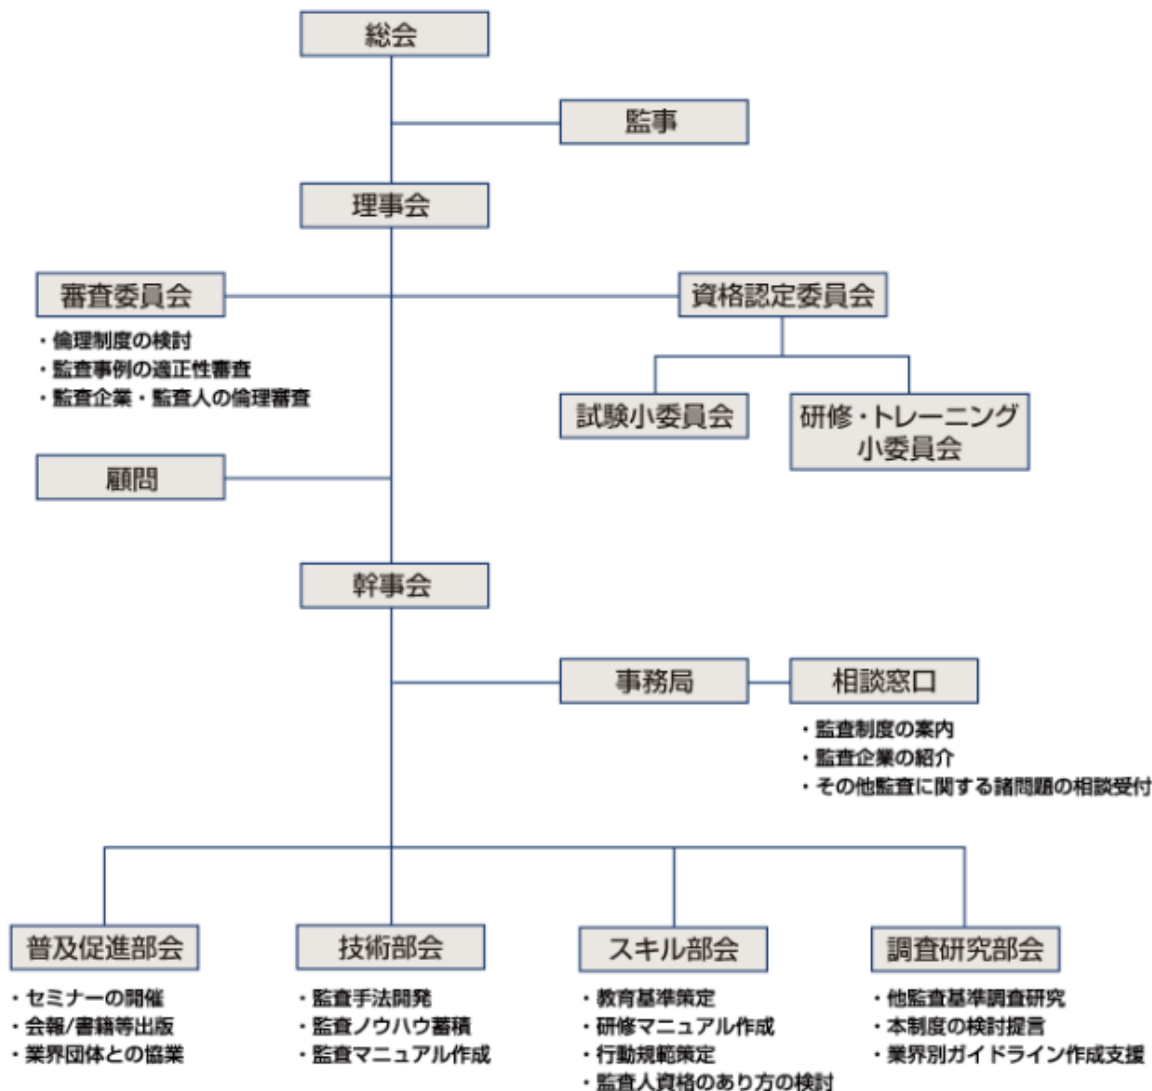 総会
監事
理事会
審査委員会
・倫理制度の検討
・監査事例の適正性審査
・監査企業・監査人の倫理審査
資格認定委員会
試験小委員会
研修・トレーニング
小委員会
顧問
幹事会
事務局
相談窓口
・監査制度の案内
・監査企業の紹介
・その他監査に関する諸問題の相談受付
普及促進部会
・セミナーの開催
・会報/書籍等出版
・業界団体との協業
技術部会
・監査手法開発
・監査ノウハウ蓄積
・監査マニュアル作成
スキル部会
・教育基準策定
・研修マニュアル作成
・行動規範策定
・監査人資格のあり方の検討
調査研究部会
・他監査基準調査研究
・本制度の検討提言
・業界別ガイドライン作成支援